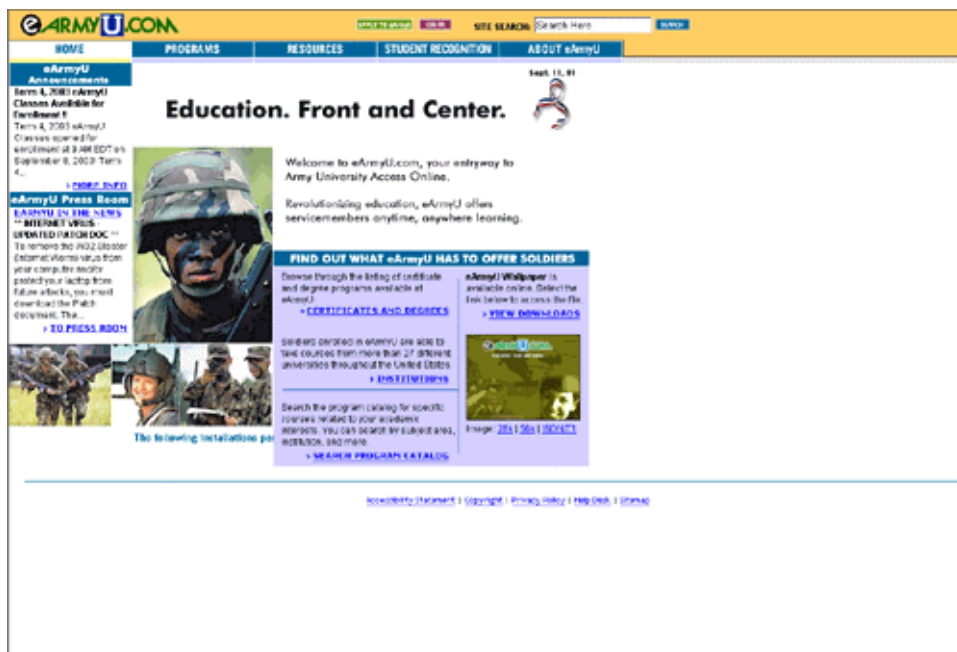 eARMYU.COM
SITE SEARCH: Search Here SEARCH
HOME PROGRAMS RESOURCES STUDENT RECOGNITION ABOUT eArmyU
eArmyU
Announcements
Term 4, 2003 eArmyU
Classes Available for
Enrollment !!
Term 4, 2003 eArmyU
Classes opened for
enrollment at 9 AM EDT on
September 8, 2003! Term
4...
› MORE INFO
eArmyU Press Room
EARMYU IN THE NEWS
** INTERNET VIRUS -
UPDATED PATCH DOC **
To remove the W32.Blaster
(Internet Worm) virus from
your computer and/or
protect your laptop from
future attacks, you must
download the Patch
document. The...
› TO PRESS ROOM
Sept. 11, 01
Education. Front and Center.
Welcome to eArmyU.com, your entryway to
Army University Access Online.
Revolutionizing education, eArmyU offers
servicemembers anytime, anywhere learning.
FIND OUT WHAT eArmyU HAS TO OFFER SOLDIERS
Browse through the listing of certificate
and degree programs available at
eArmyU.
› CERTIFICATES AND DEGREES
Soldiers enrolled in eArmyU are able to
take courses from more than 27 different
universities throughout the United States.
› INSTITUTIONS
Search the program catalog for specific
courses related to your academic
interests. You can search by subject area,
institution, and more.
› SEARCH PROGRAM CATALOG
eArmyU Wallpaper is
available online. Select the
link below to access the file.
› VIEW DOWNLOADS
eARMYU.COM
Image: 28k | 56k | ISDN/T1
The following installations pa
Accessibility Statement | Copyright | Privacy Policy | Help Desk | Sitemap